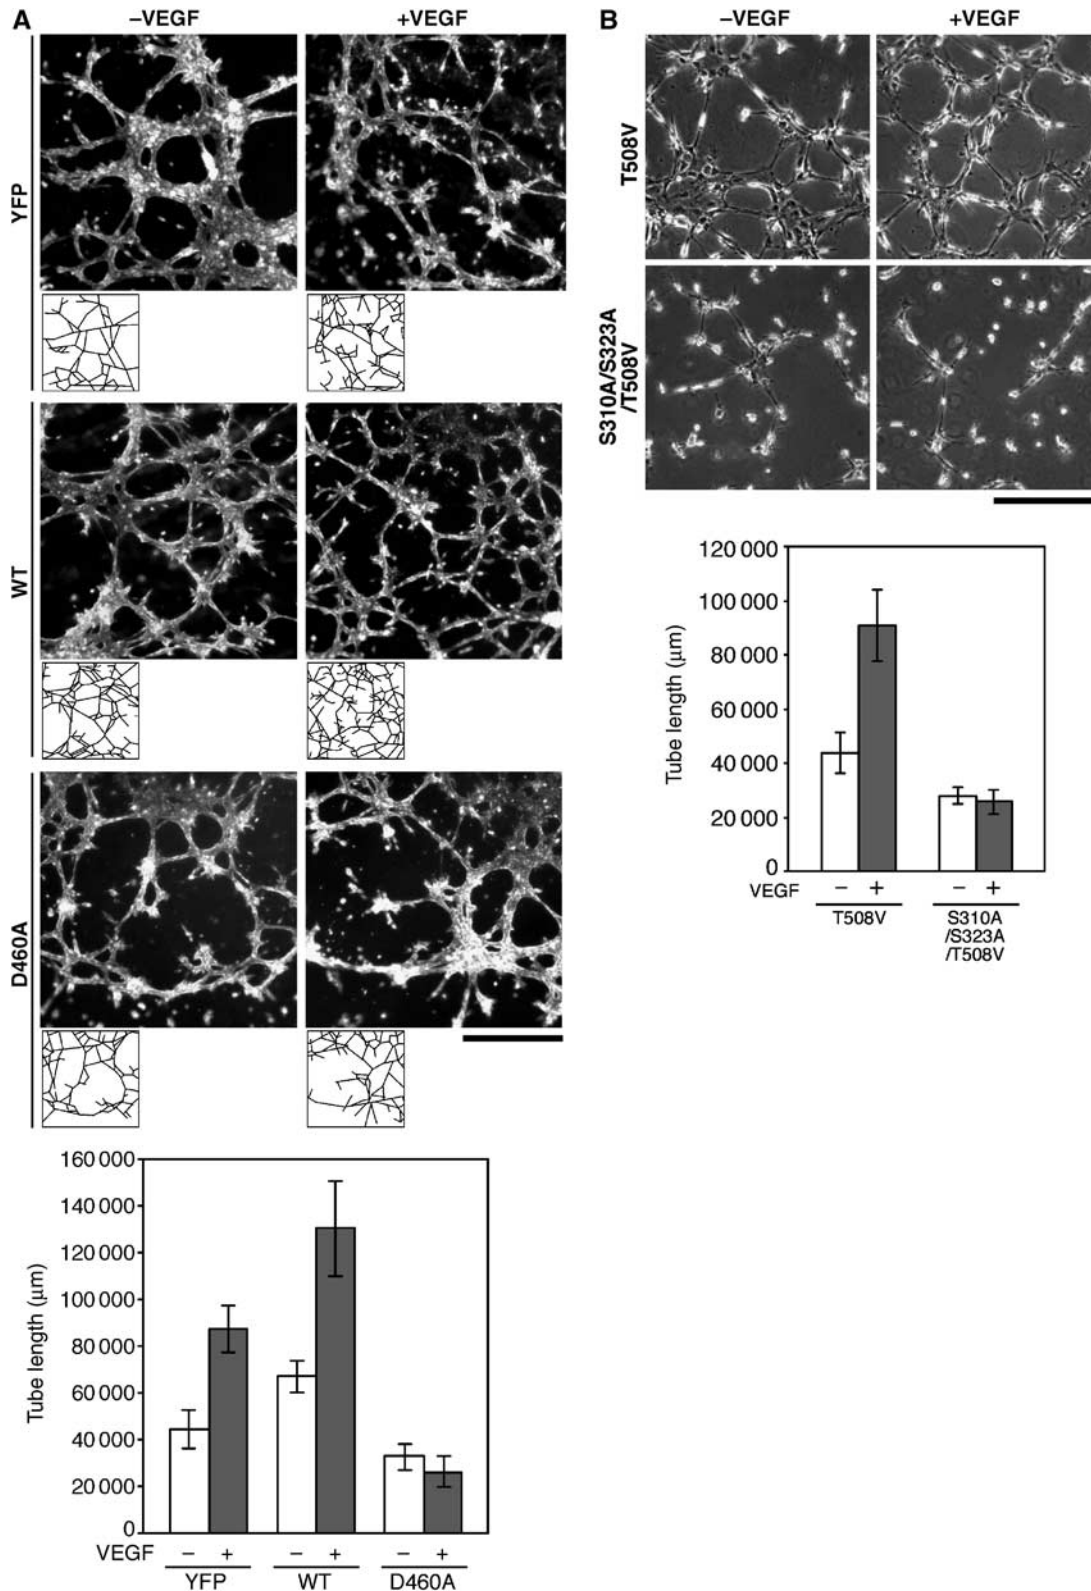 A
−VEGF
+VEGF
YFP
WT
D460A
160 000
140 000
120 000
100 000
80 000
60 000
40 000
20 000
0
Tube length (µm)
VEGF − + − + − +
YFP WT D460A
B
−VEGF
+VEGF
T508V
S310A/S323A
/T508V
120 000
100 000
80 000
60 000
40 000
20 000
0
Tube length (µm)
VEGF − + − +
T508V S310A
/S323A
/T508V